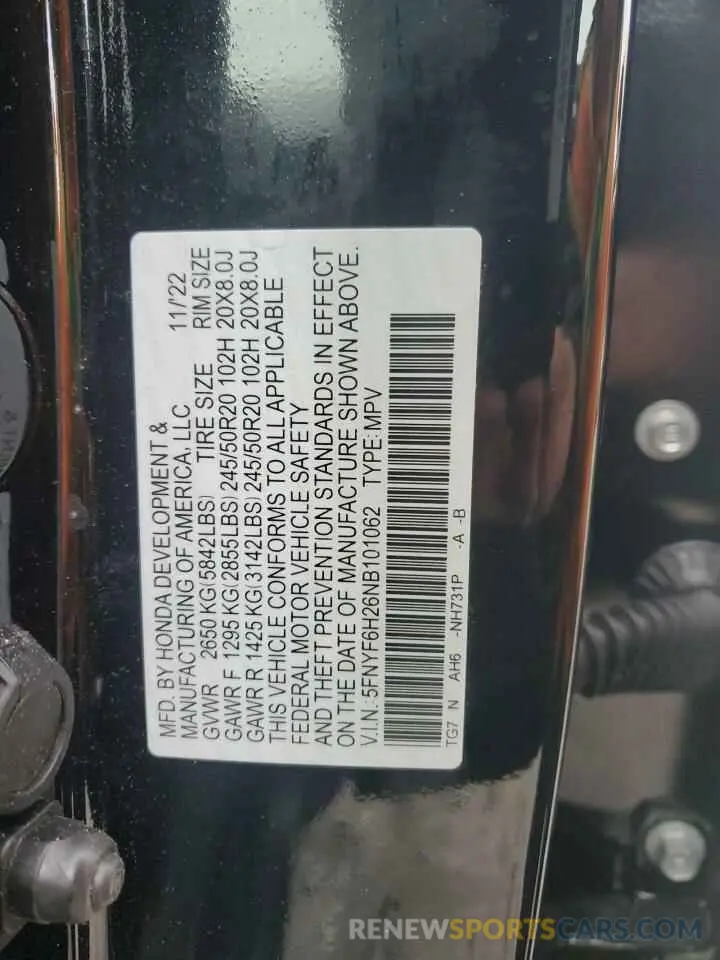 MFD. BY HONDA DEVELOPMENT &
MANUFACTURING OF AMERICA, LLC 11/'22
GVWR 2650 KG(5842LBS) TIRE SIZE RIM SIZE
GAWR F 1295 KG(2855LBS) 245/50R20 102H 20X8.0J
GAWR R 1425 KG(3142LBS) 245/50R20 102H 20X8.0J
THIS VEHICLE CONFORMS TO ALL APPLICABLE
FEDERAL MOTOR VEHICLE SAFETY
AND THEFT PREVENTION STANDARDS IN EFFECT
ON THE DATE OF MANUFACTURE SHOWN ABOVE.
V.I.N.:5FNYF6H26NB101062 TYPE:MPV
TG7 N AH6 -NH731P -A -B
RENEWSPORTSCARS.COM